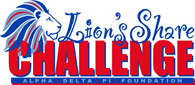 Lion's Share
CHALLENGE
ALPHA DELTA PI FOUNDATION